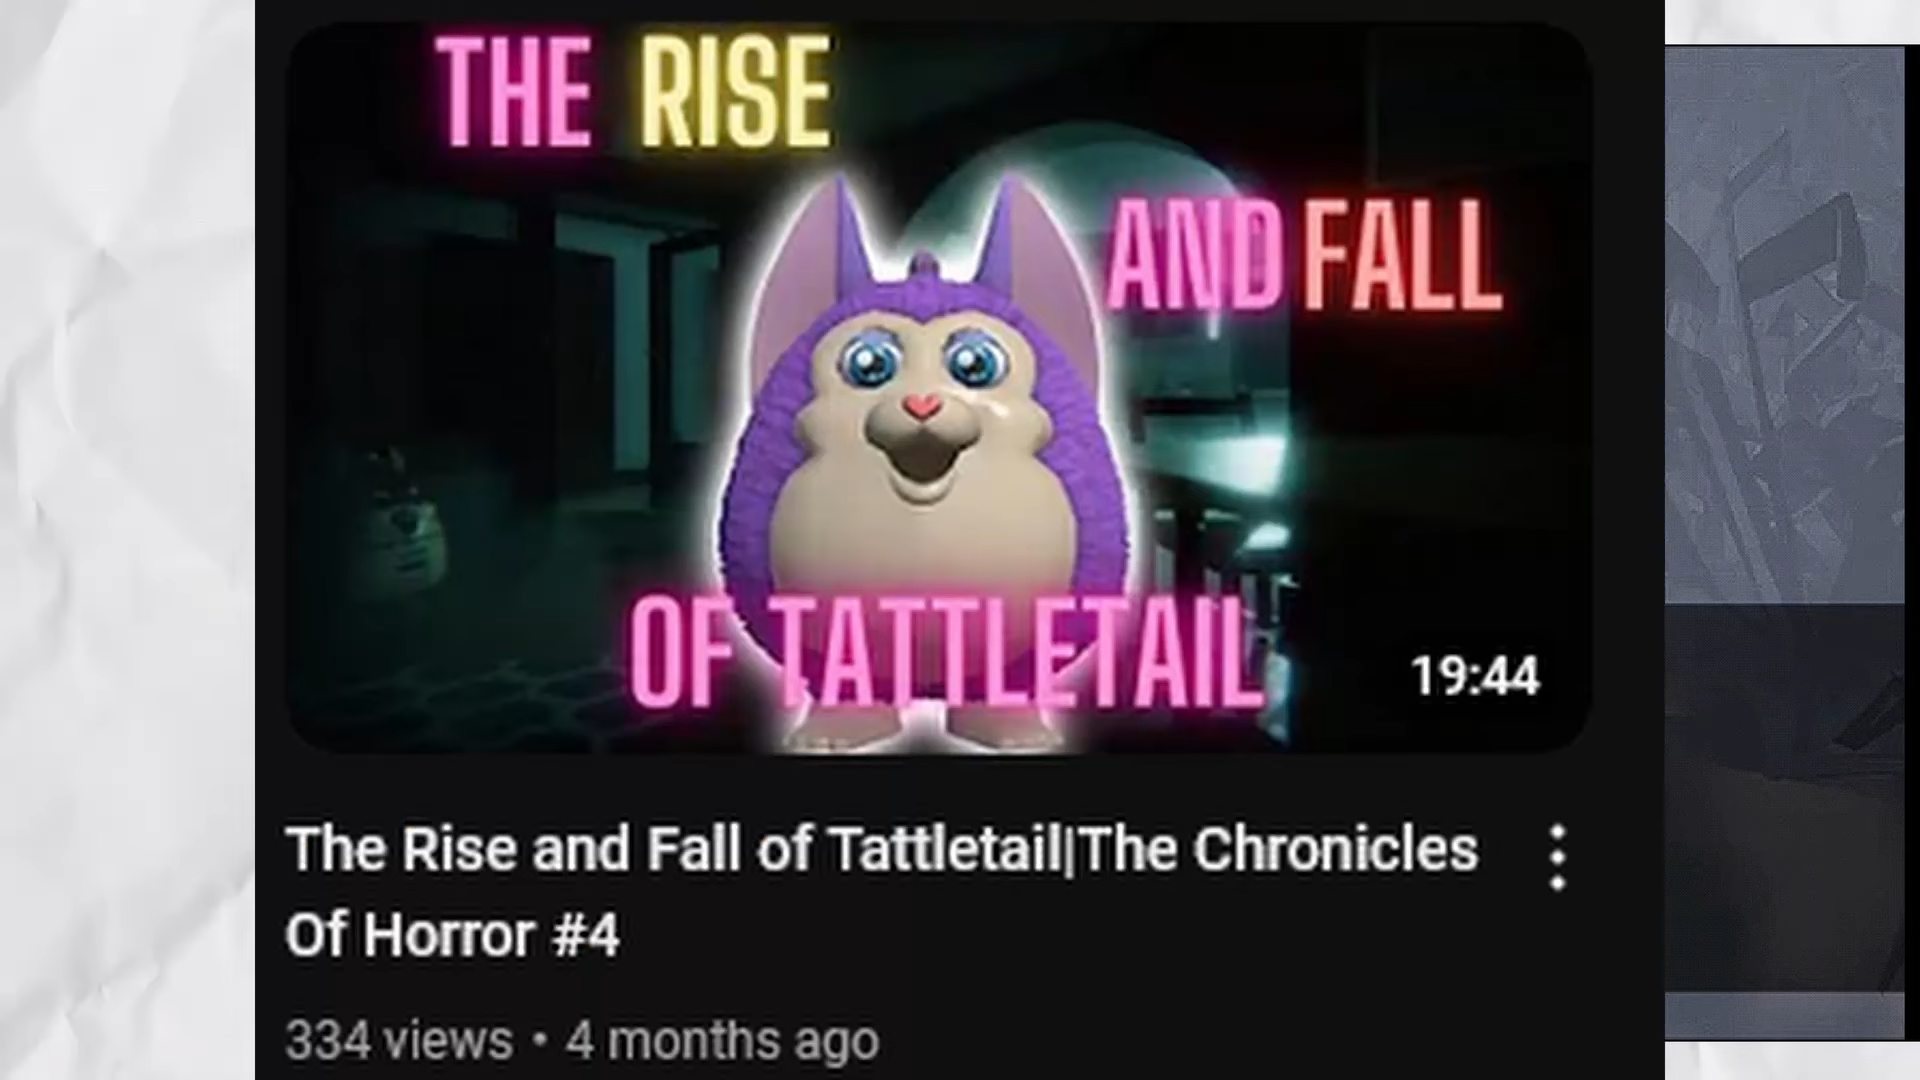 THE RISE
AND FALL
OF TATTLETAIL
19:44
The Rise and Fall of Tattletail|The Chronicles
Of Horror #4
334 views • 4 months ago